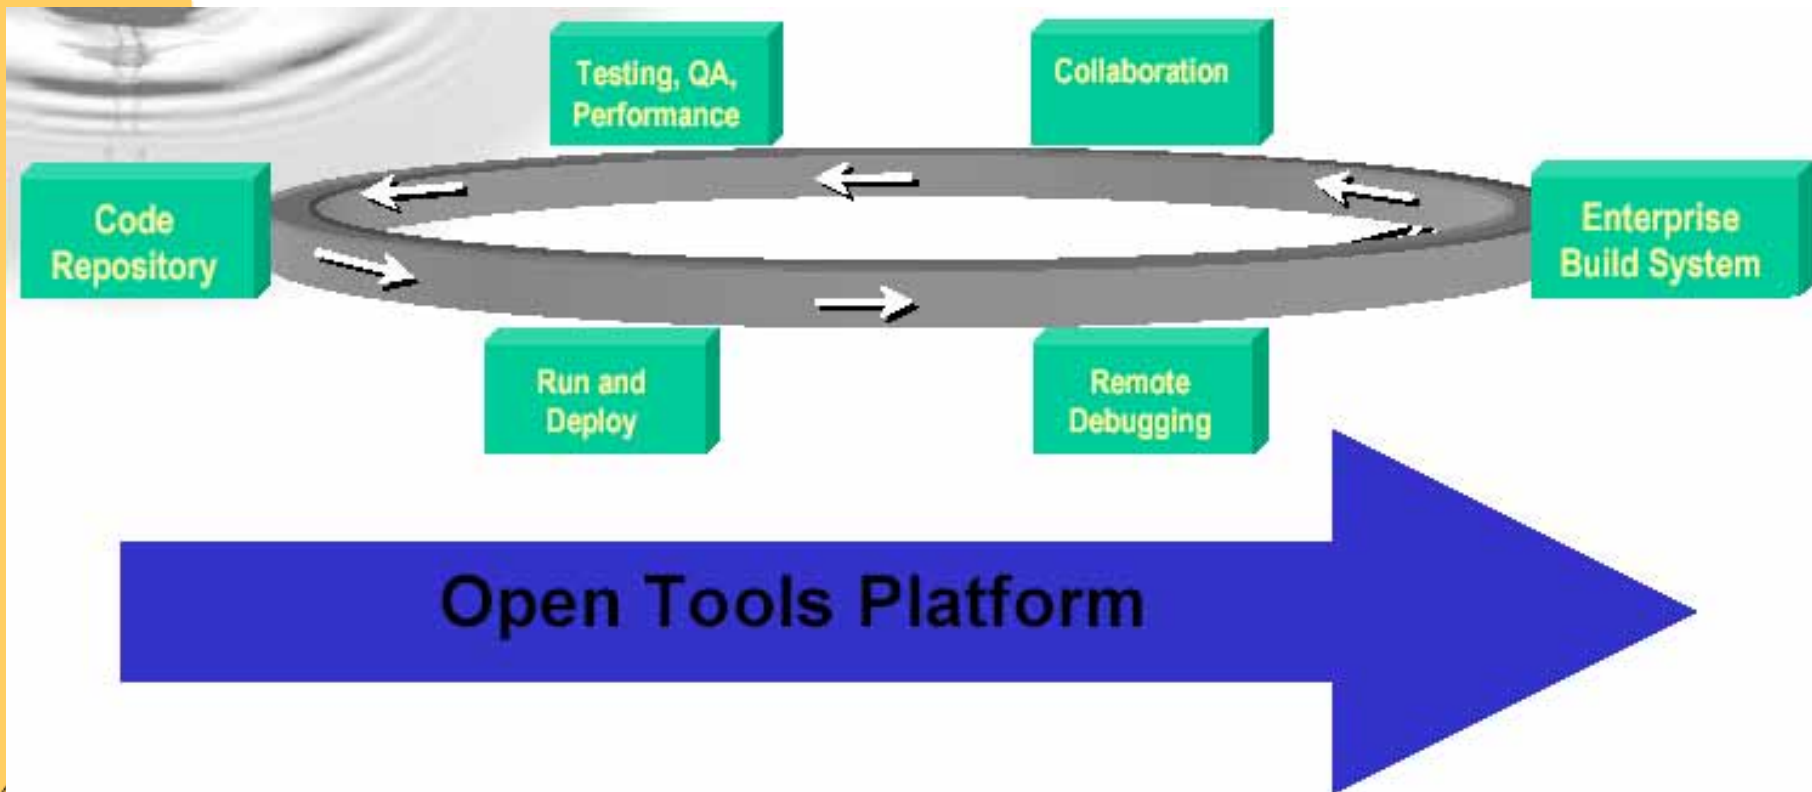 Testing, QA,
Performance
Collaboration
Code
Repository
Enterprise
Build System
Run and
Deploy
Remote
Debugging
Open Tools Platform